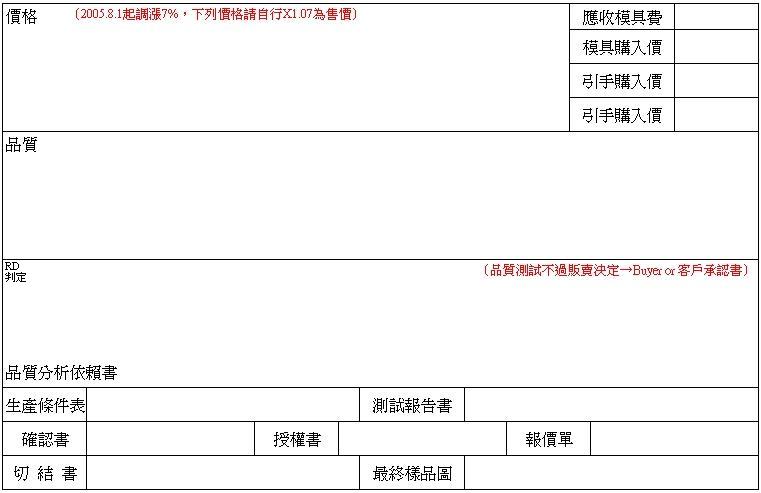 價格 （2005.8.1起調漲7%，下列價格請自行X1.07為售價） 應收模具費
模具購入價
引手購入價
引手購入價
品質
RD
判定
（品質測試不過販賣決定→Buyer or 客戶承認書）
品質分析依賴書
生產條件表 測試報告書
確認書 授權書 報價單
切 結 書 最終樣品圖